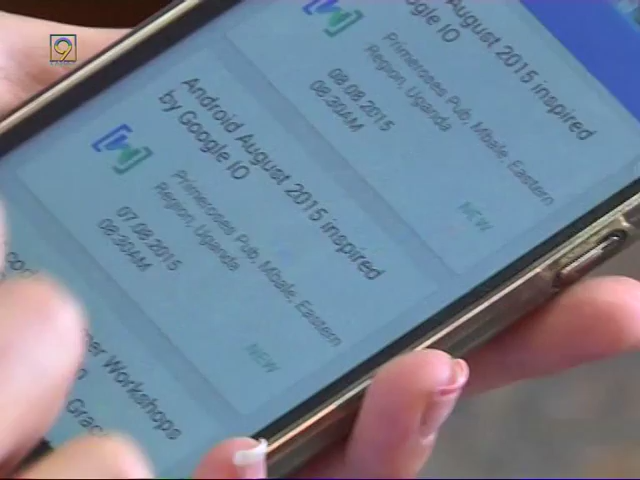 9
August 2015 inspired
Google IO
Primeroses Pub, Mbale, Eastern
Region, Uganda
08.08.2015
08:30AM
NEW
Android August 2015 inspired
by Google IO
Primeroses Pub, Mbale, Eastern
Region, Uganda
07.08.2015
08:30AM
NEW
Workshops